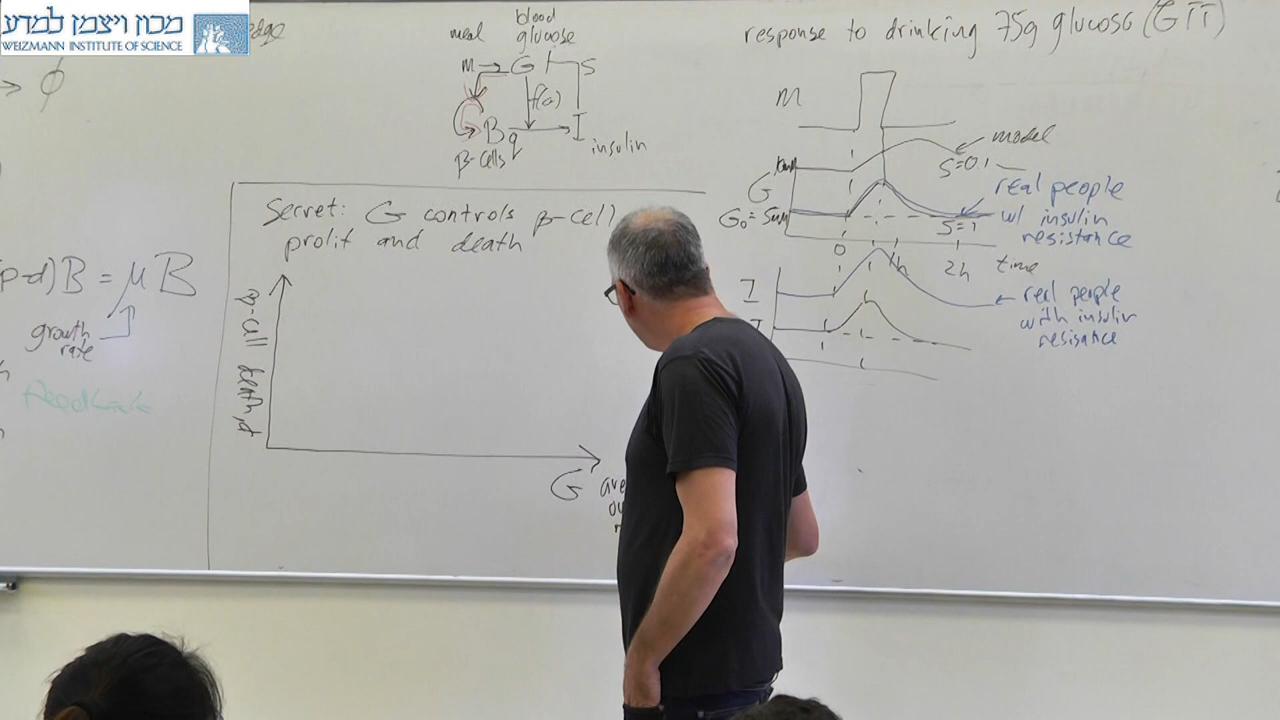 מכון ויצמן למדע
WEIZMANN INSTITUTE OF SCIENCE
→ ϕ
p-d)B = μB
growth
rate
feedback
meal
blood
glucose
m → G
S
f(G)
B q → I
β-cells
insulin
Secret: G controls β-cell
prolif and death
β-cell death, d
G
response to drinking 75g glucose (GTT)
m
model
S=0.1
G
G₀ = 5mM
S=1
real people
w/ insulin
resistance
0
1h
2h
time
I
real people
with insulin
resisance
I